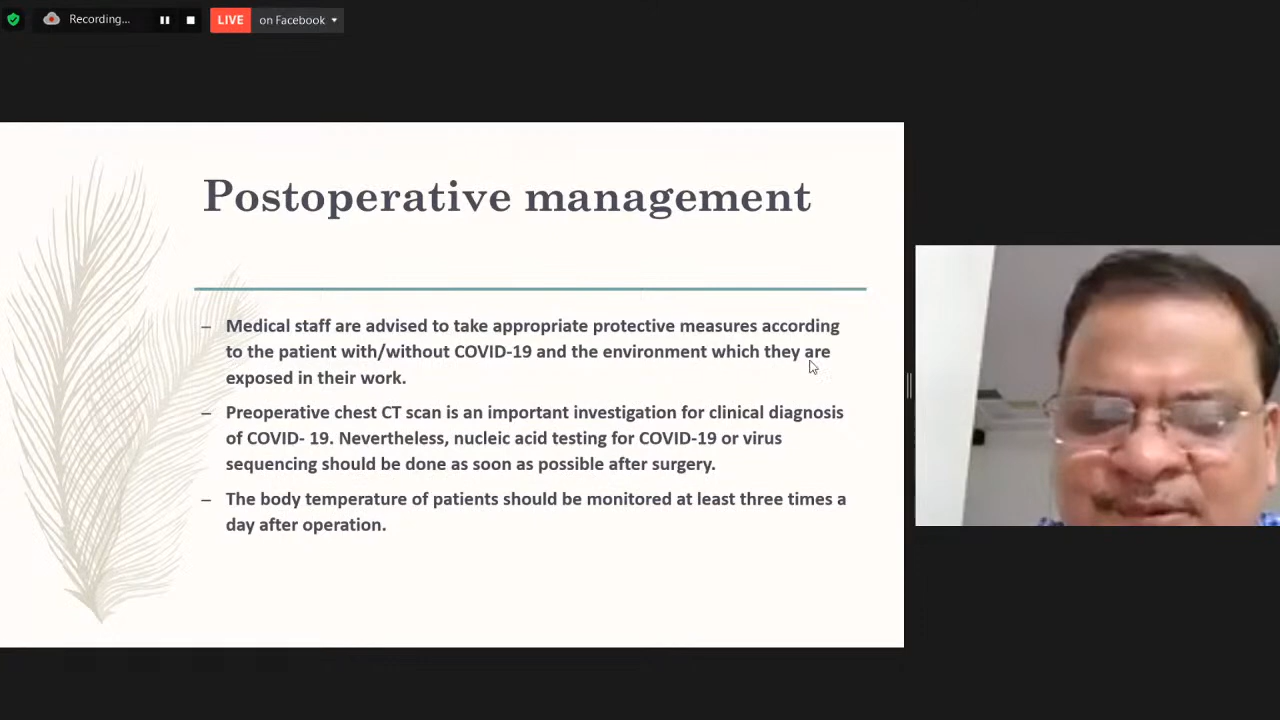 Recording...
LIVE on Facebook
Postoperative management
– Medical staff are advised to take appropriate protective measures according
to the patient with/without COVID-19 and the environment which they are
exposed in their work.
– Preoperative chest CT scan is an important investigation for clinical diagnosis
of COVID- 19. Nevertheless, nucleic acid testing for COVID-19 or virus
sequencing should be done as soon as possible after surgery.
– The body temperature of patients should be monitored at least three times a
day after operation.